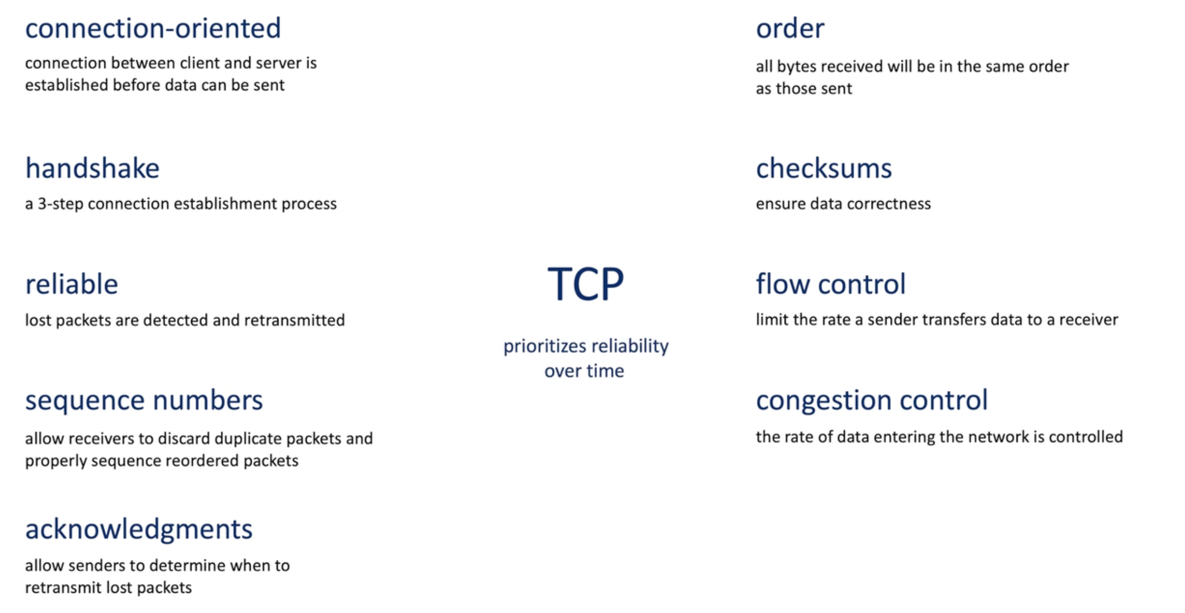 connection-oriented
connection between client and server is
established before data can be sent
handshake
a 3-step connection establishment process
reliable
lost packets are detected and retransmitted
sequence numbers
allow receivers to discard duplicate packets and
properly sequence reordered packets
acknowledgments
allow senders to determine when to
retransmit lost packets
TCP
prioritizes reliability
over time
order
all bytes received will be in the same order
as those sent
checksums
ensure data correctness
flow control
limit the rate a sender transfers data to a receiver
congestion control
the rate of data entering the network is controlled